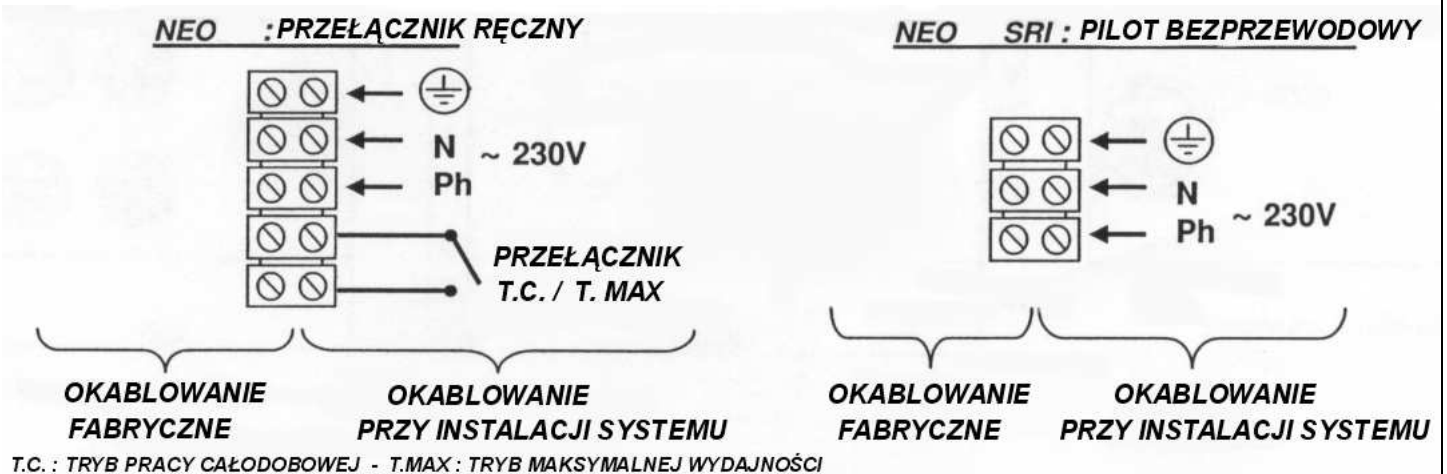 NEO : PRZEŁĄCZNIK RĘCZNY
N ~ 230V
Ph
PRZEŁĄCZNIK
T.C. / T. MAX
OKABLOWANIE
FABRYCZNE
OKABLOWANIE
PRZY INSTALACJI SYSTEMU
NEO SRI : PILOT BEZPRZEWODOWY
N
Ph ~ 230V
OKABLOWANIE
FABRYCZNE
OKABLOWANIE
PRZY INSTALACJI SYSTEMU
T.C. : TRYB PRACY CAŁODOBOWEJ - T.MAX : TRYB MAKSYMALNEJ WYDAJNOŚCI